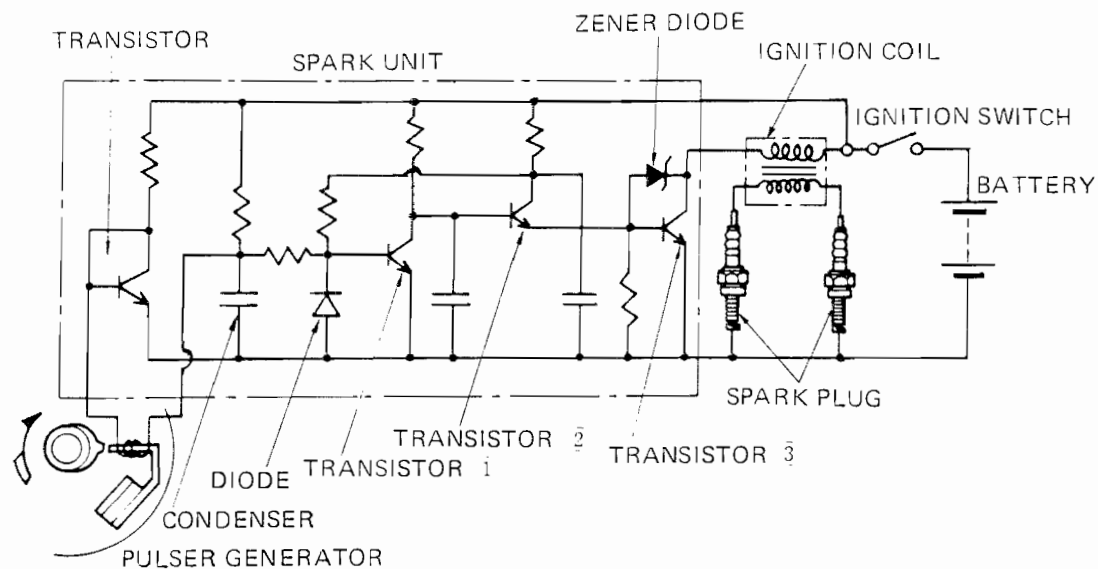 ZENER DIODE
TRANSISTOR
SPARK UNIT
IGNITION COIL
IGNITION SWITCH
BATTERY
SPARK PLUG
TRANSISTOR 2
TRANSISTOR 3
TRANSISTOR 1
DIODE
CONDENSER
PULSER GENERATOR